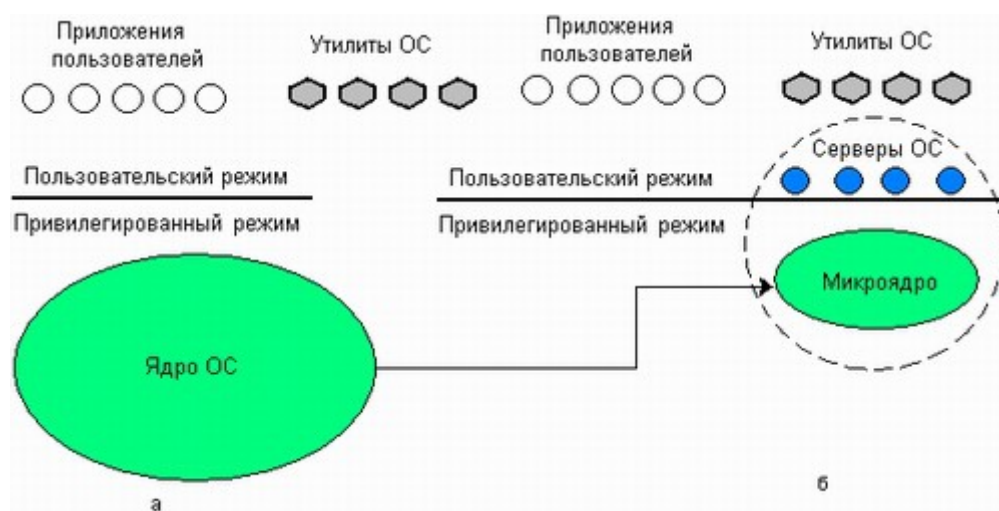 Приложения
пользователей
Утилиты ОС
Приложения
пользователей
Утилиты ОС
Серверы ОС
Пользовательский режим
Привилегированный режим
Пользовательский режим
Привилегированный режим
Микроядро
Ядро ОС
а
б